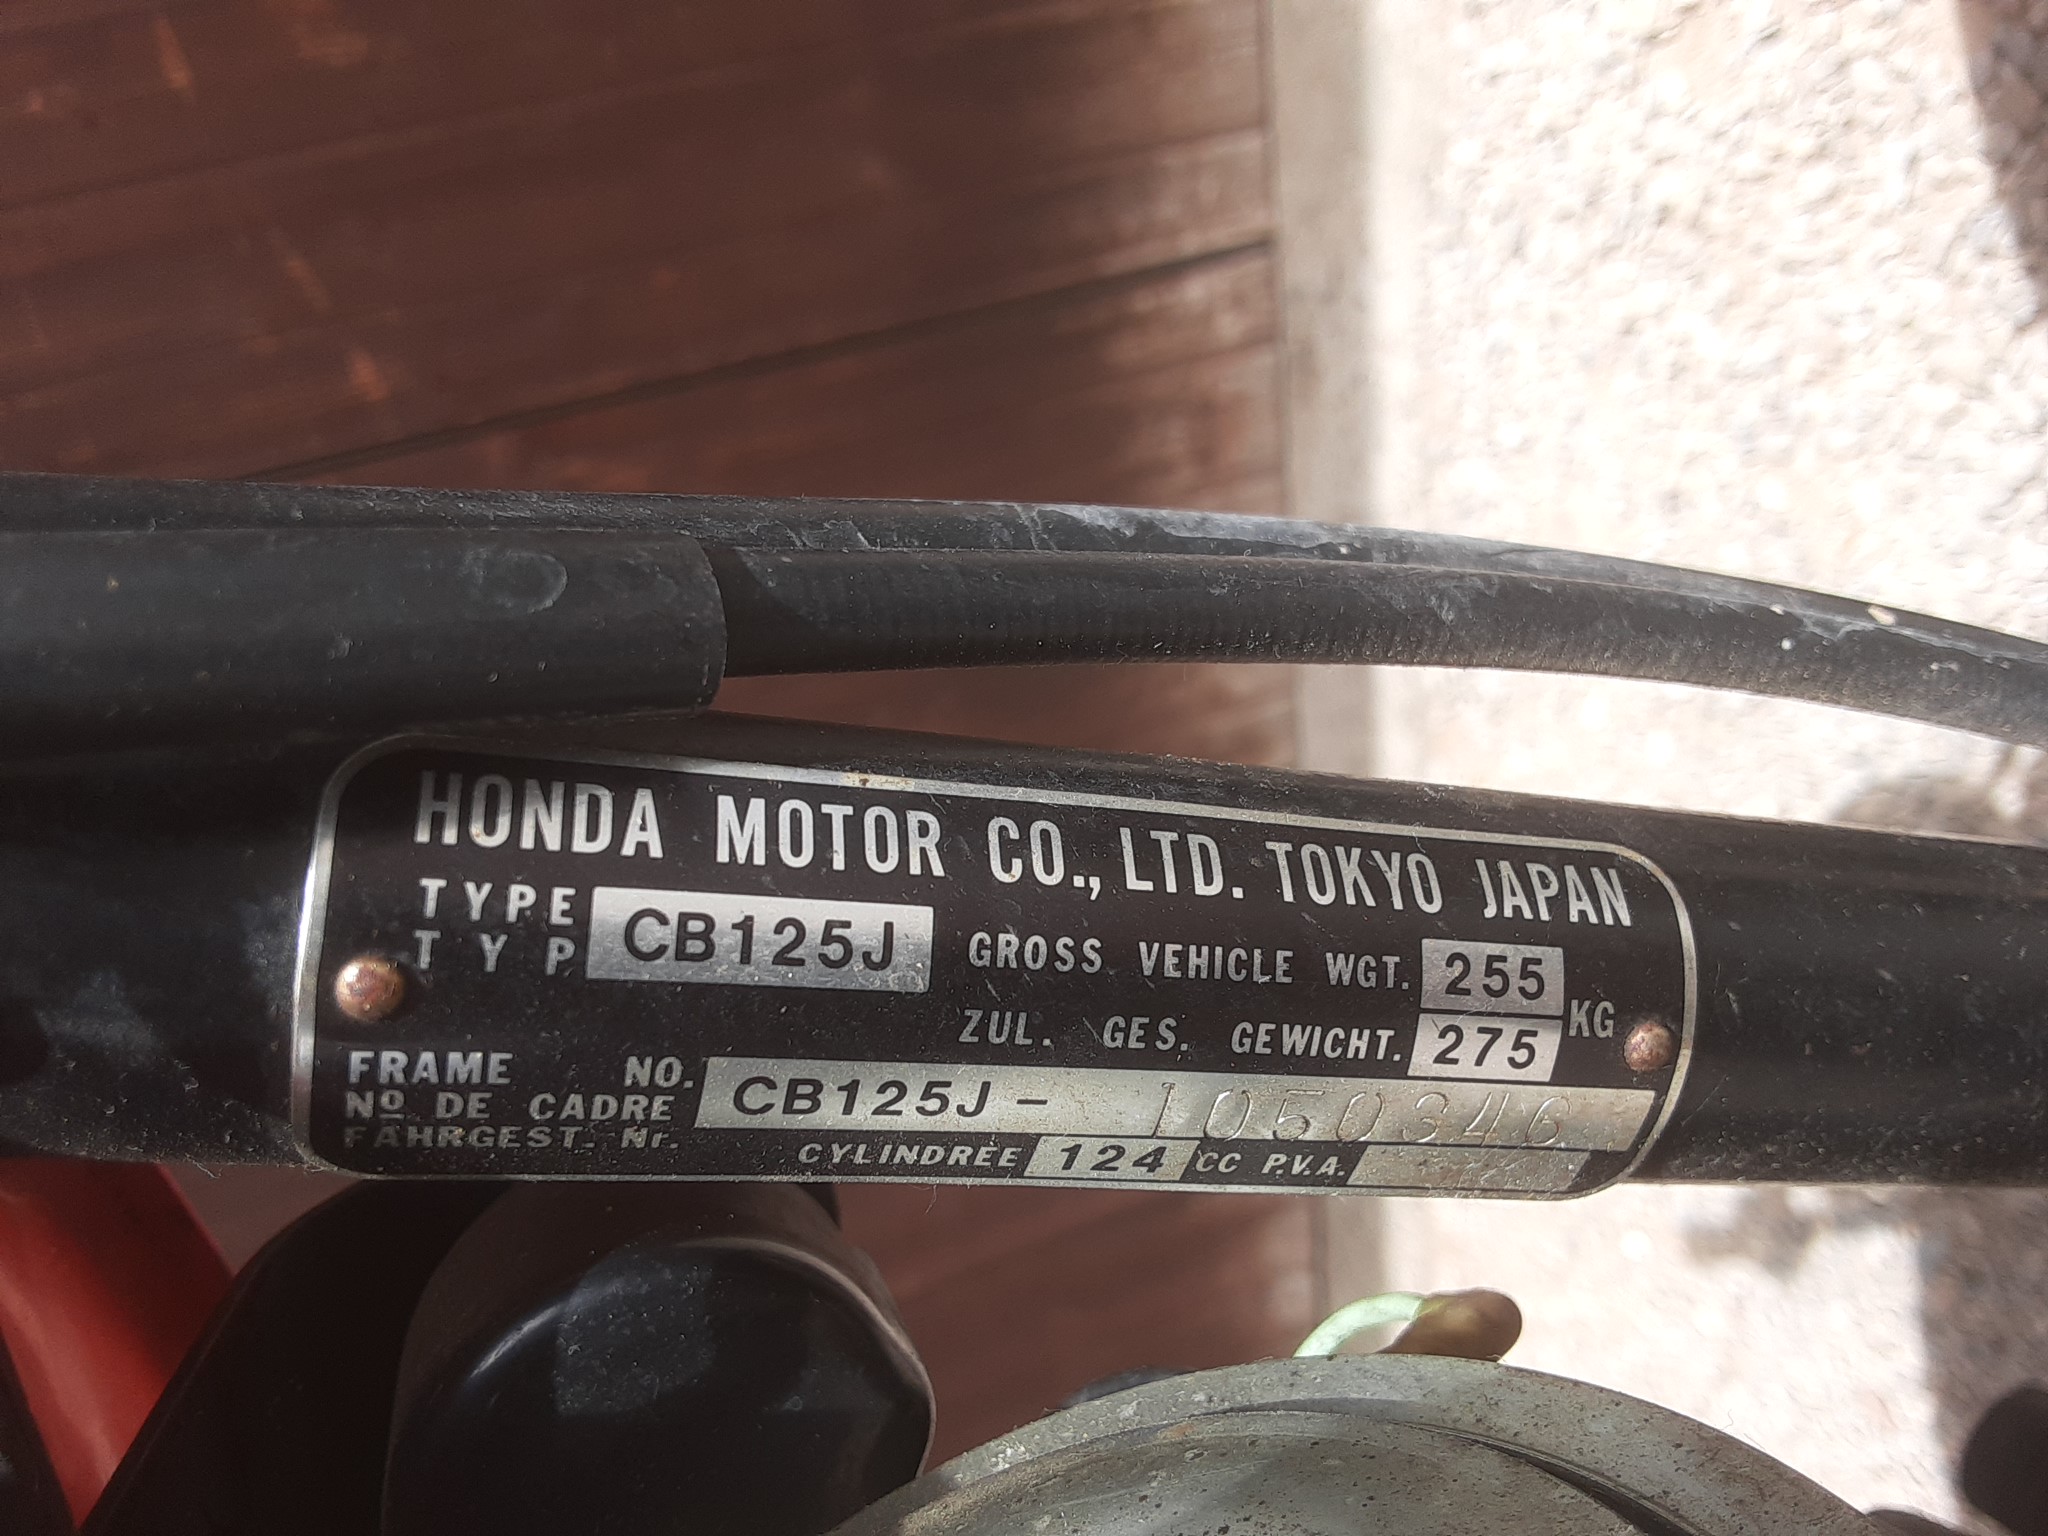 HONDA MOTOR CO., LTD. TOKYO JAPAN
TYPE
TYP
CB125J
GROSS VEHICLE WGT. 255
ZUL. GES. GEWICHT. 275
KG
FRAME NO.
Nº DE CADRE
FAHRGEST. Nr.
CB125J- 1050346
CYLINDRÉE 124 CC P.V.A.